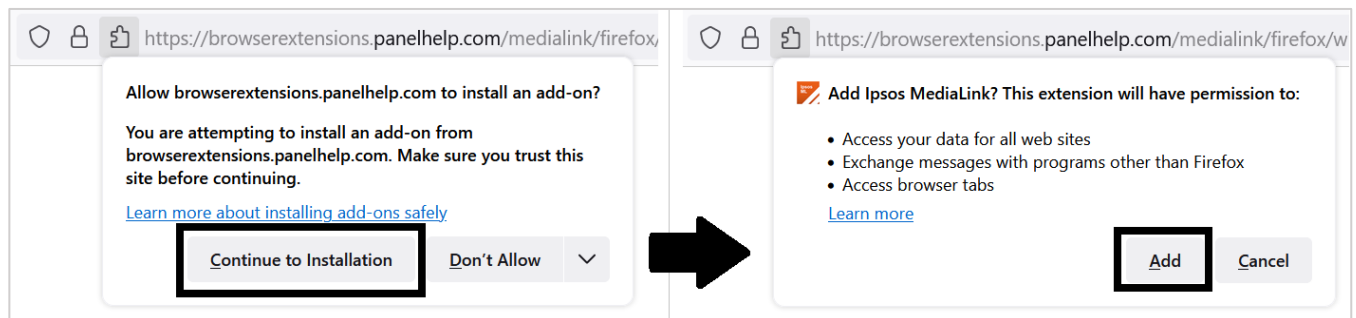 https://browserextensions.panelhelp.com/medialink/firefox/
Allow browserextensions.panelhelp.com to install an add-on?
You are attempting to install an add-on from
browserextensions.panelhelp.com. Make sure you trust this
site before continuing.
Learn more about installing add-ons safely
Continue to Installation
Don’t Allow
https://browserextensions.panelhelp.com/medialink/firefox/w
Add Ipsos MediaLink? This extension will have permission to:
• Access your data for all web sites
• Exchange messages with programs other than Firefox
• Access browser tabs
Learn more
Add
Cancel